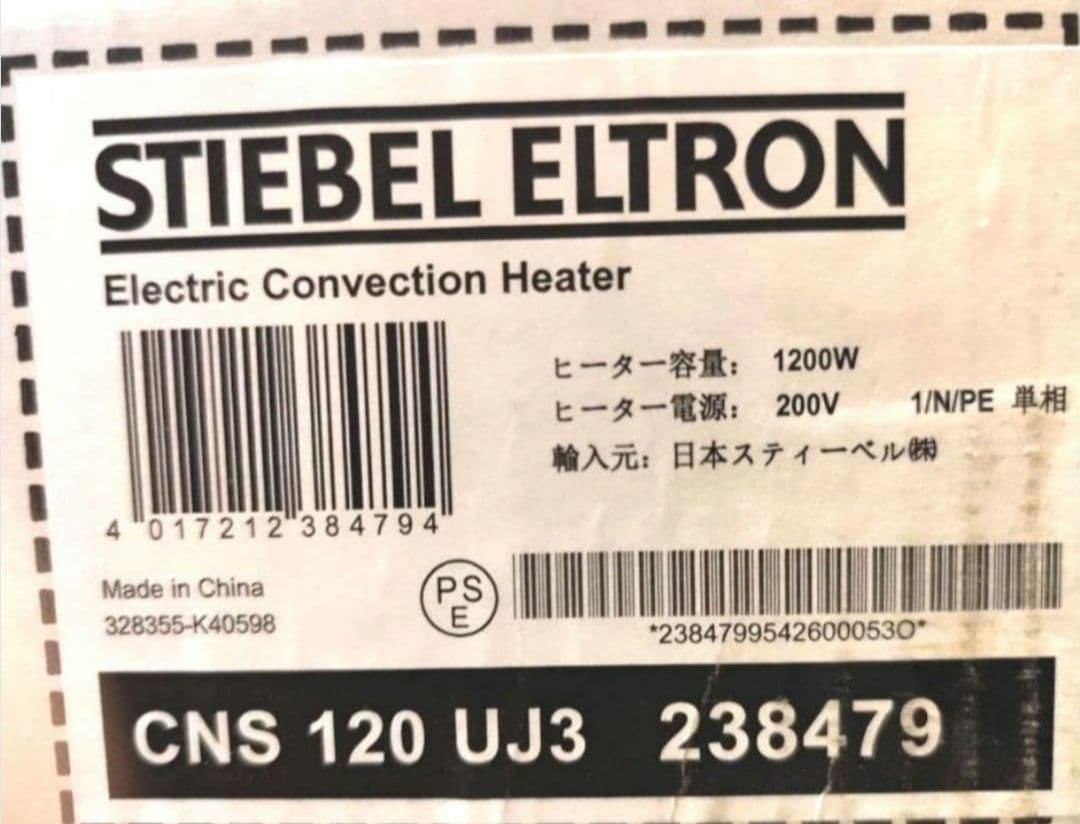 STIEBEL ELTRON
Electric Convection Heater
ヒーター容量: 1200W
ヒーター電源: 200V 1/N/PE 単相
輸入元: 日本スティーベル㈱
4 017212 384794
Made in China
328355-K40598
PS
E
*2384799542600053O*
CNS 120 UJ3 238479